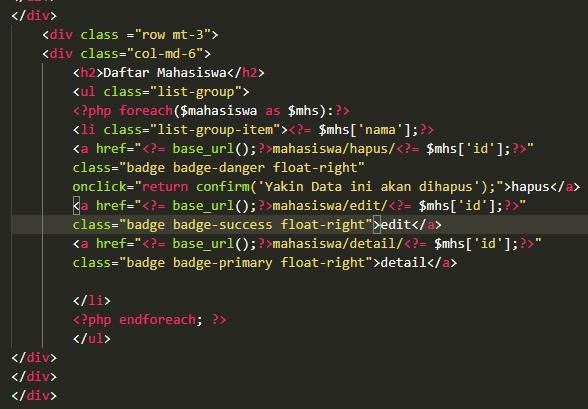 </div>
<div class ="row mt-3">
<div class="col-md-6">
<h2>Daftar Mahasiswa</h2>
<ul class="list-group">
<?php foreach($mahasiswa as $mhs):?>
<li class="list-group-item"><?= $mhs['nama'];?>
<a href="<?= base_url();?>mahasiswa/hapus/<?= $mhs['id'];?>"
class="badge badge-danger float-right"
onclick="return confirm('Yakin Data ini akan dihapus');">hapus</a>
<a href="<?= base_url();?>mahasiswa/edit/<?= $mhs['id'];?>"
class="badge badge-success float-right">edit</a>
<a href="<?= base_url();?>mahasiswa/detail/<?= $mhs['id'];?>"
class="badge badge-primary float-right">detail</a>
</li>
<?php endforeach; ?>
</ul>
</div>
</div>
</div>